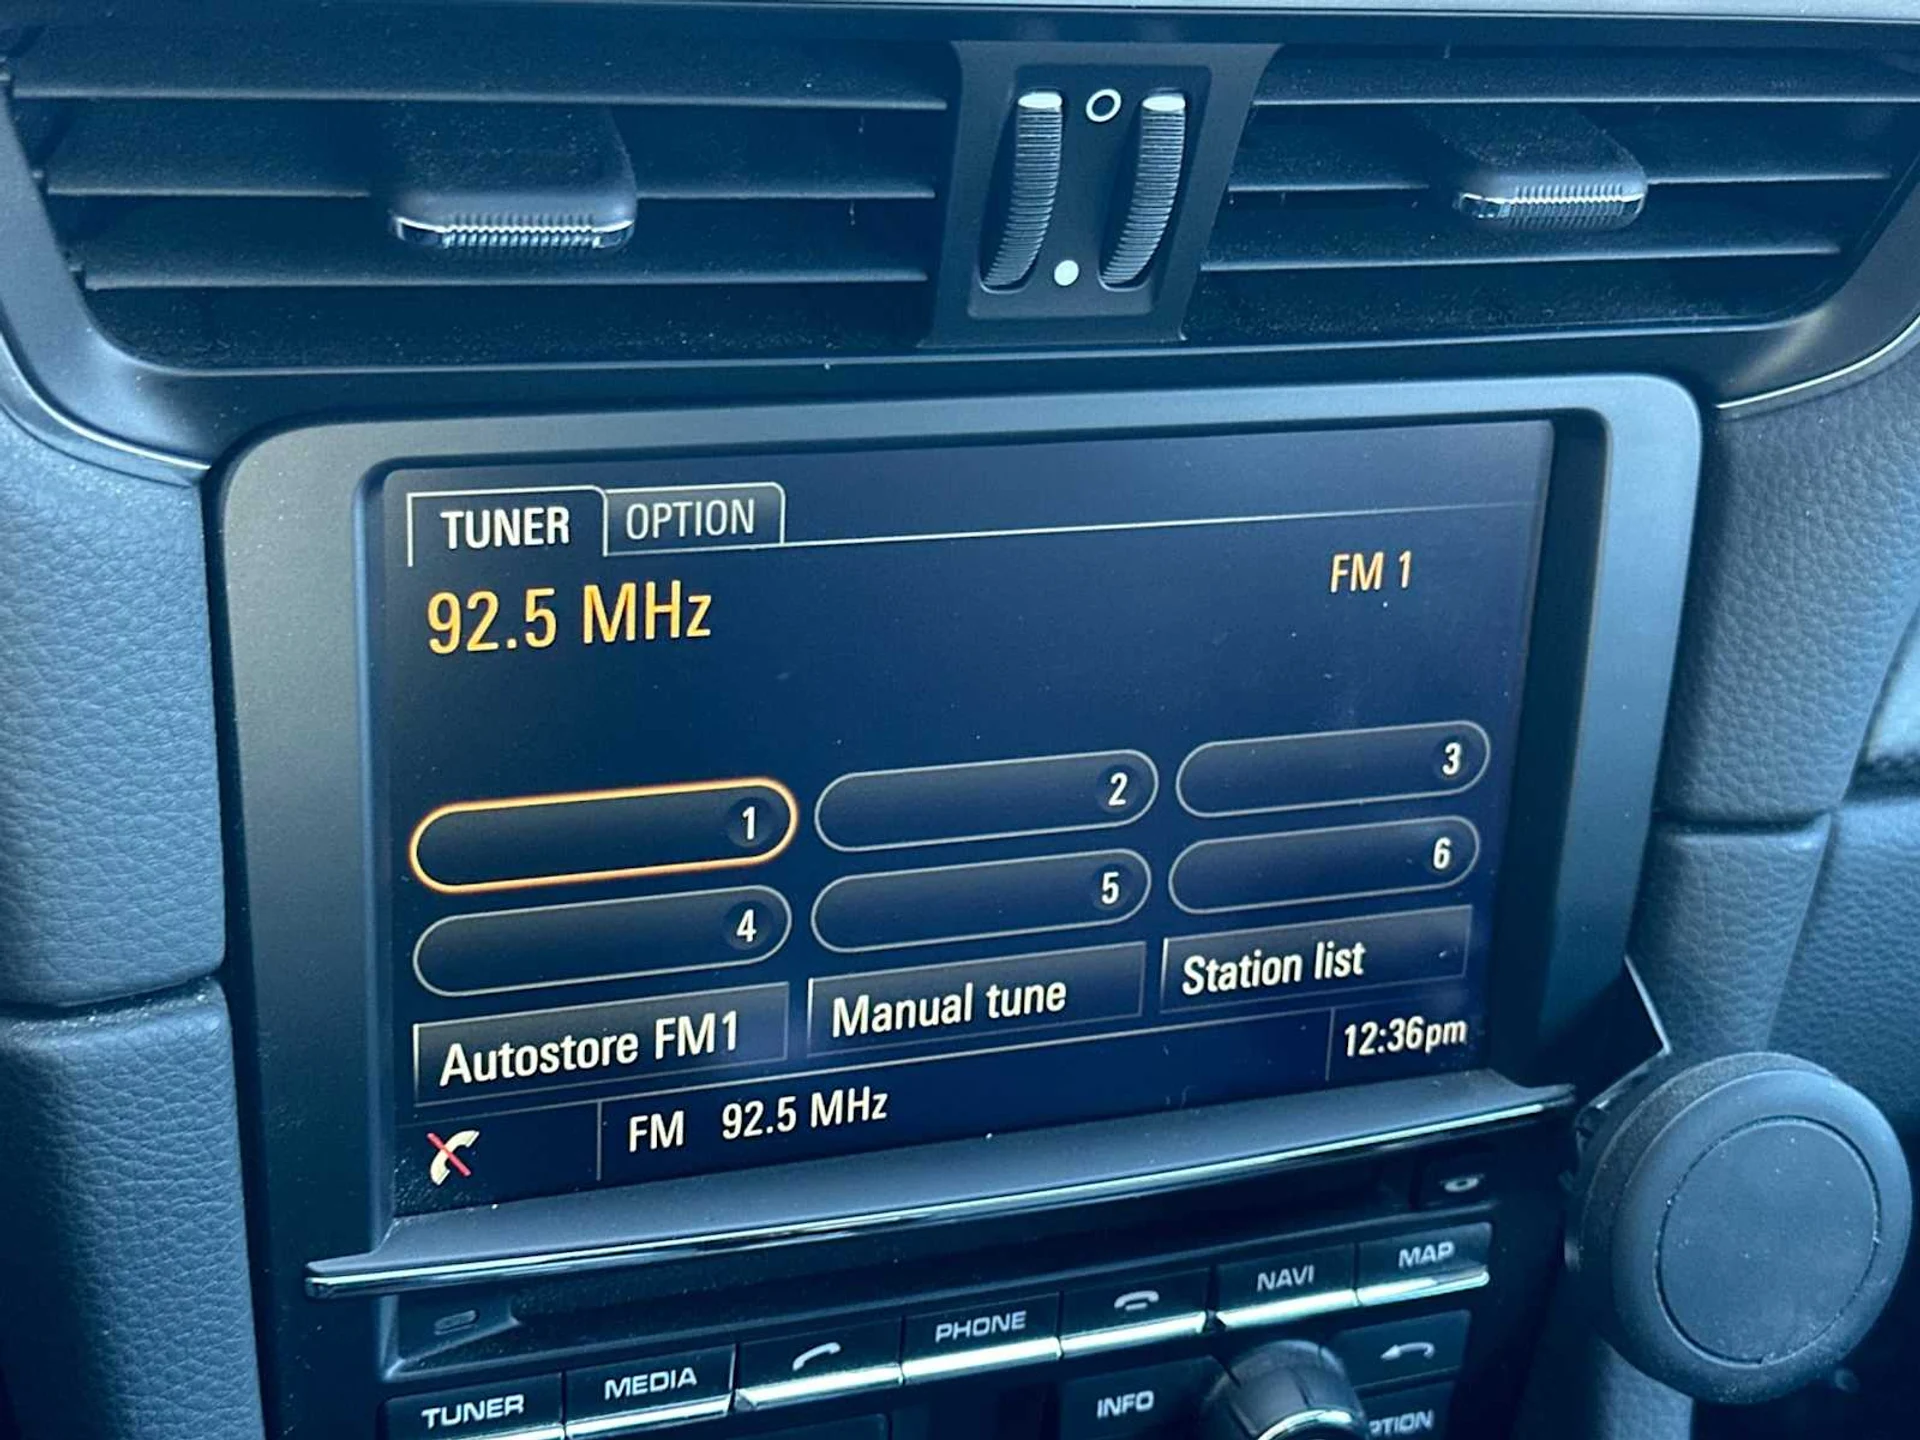 TUNER OPTION
92.5 MHz
FM 1
1 2 3
4 5 6
Autostore FM1 Manual tune Station list
FM 92.5 MHz 12:36pm
TUNER MEDIA PHONE NAVI MAP
INFO